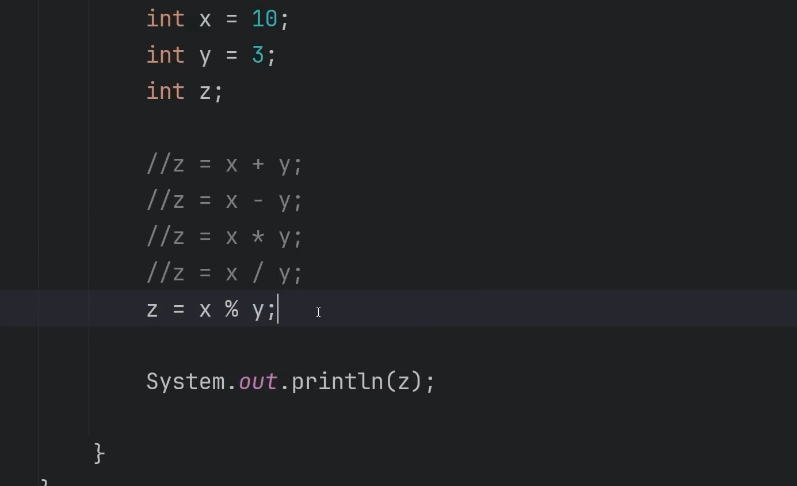 int x = 10;
int y = 3;
int z;
//z = x + y;
//z = x - y;
//z = x * y;
//z = x / y;
z = x % y;
System.out.println(z);
}
}